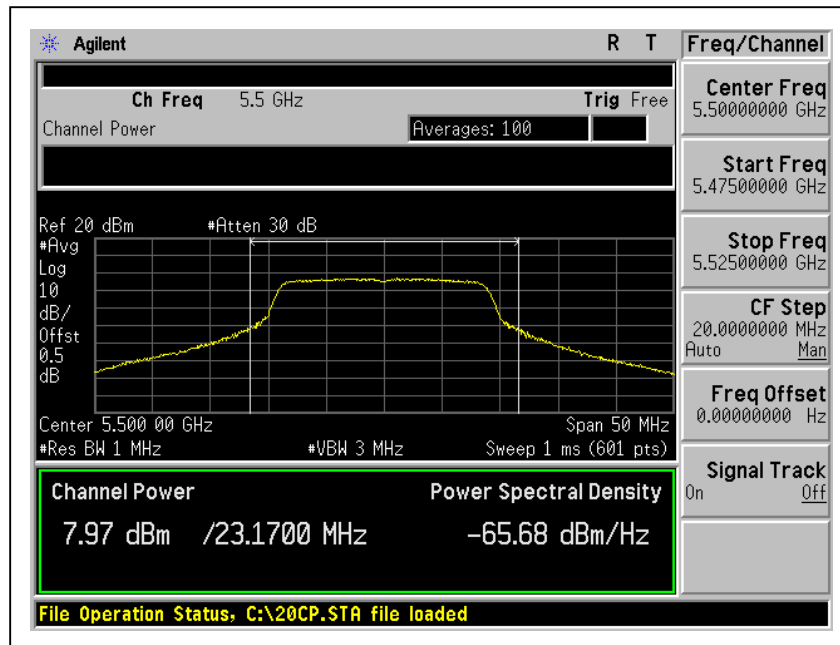 Agilent R T
Ch Freq 5.5 GHz Trig Free
Channel Power Averages: 100
Ref 20 dBm #Atten 30 dB
#Avg
Log
10
dB/
Offst
0.5
dB
Center 5.500 00 GHz Span 50 MHz
#Res BW 1 MHz #VBW 3 MHz Sweep 1 ms (601 pts)
Channel Power Power Spectral Density
7.97 dBm /23.1700 MHz -65.68 dBm/Hz
File Operation Status, C:\20CP.STA file loaded
Freq/Channel
Center Freq
5.50000000 GHz
Start Freq
5.47500000 GHz
Stop Freq
5.52500000 GHz
CF Step
20.0000000 MHz
Auto Man
Freq Offset
0.00000000 Hz
Signal Track
On Off